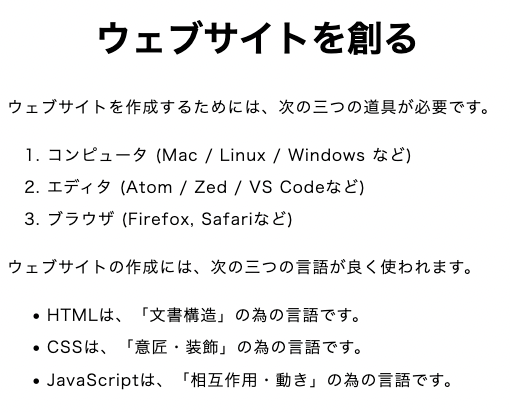 ウェブサイトを創る
ウェブサイトを作成するためには、次の三つの道具が必要です。
1. コンピュータ (Mac / Linux / Windows など)
2. エディタ (Atom / Zed / VS Codeなど)
3. ブラウザ (Firefox, Safariなど)
ウェブサイトの作成には、次の三つの言語が良く使われます。
• HTMLは、「文書構造」の為の言語です。
• CSSは、「意匠・装飾」の為の言語です。
• JavaScriptは、「相互作用・動き」の為の言語です。